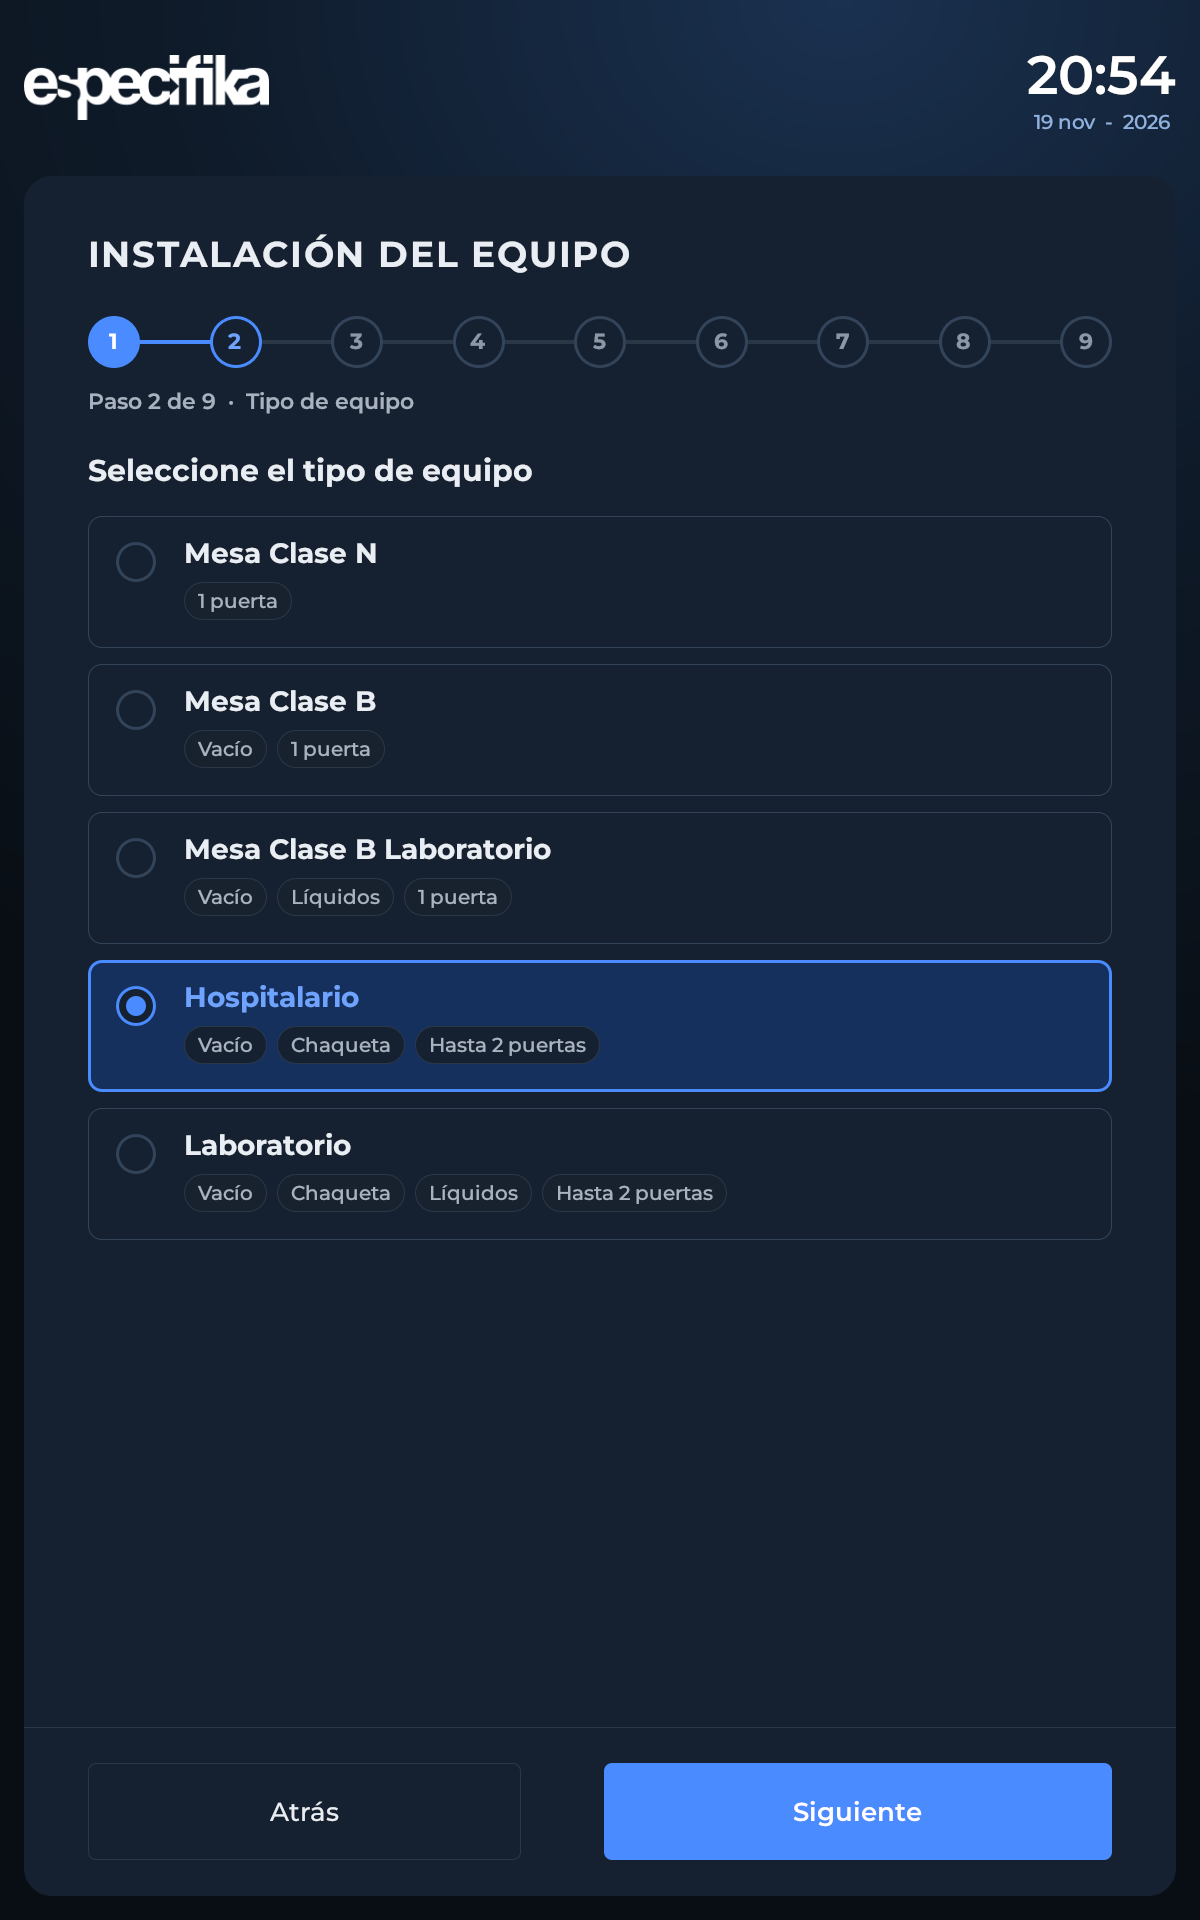 especifika
20:54
19 nov - 2026
INSTALACIÓN DEL EQUIPO
1 2 3 4 5 6 7 8 9
Paso 2 de 9 · Tipo de equipo
Seleccione el tipo de equipo
Mesa Clase N
1 puerta
Mesa Clase B
Vacío 1 puerta
Mesa Clase B Laboratorio
Vacío Líquidos 1 puerta
Hospitalario
Vacío Chaqueta Hasta 2 puertas
Laboratorio
Vacío Chaqueta Líquidos Hasta 2 puertas
Atrás Siguiente